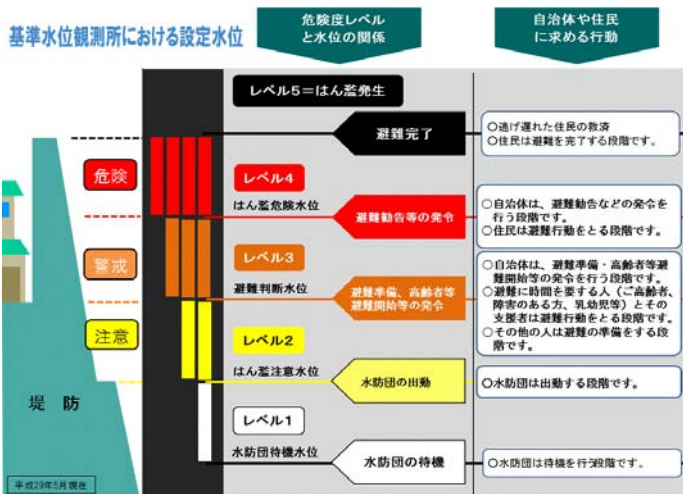 基準水位観測所における設定水位
危険度レベル
と水位の関係
自治体や住民
に求める行動
レベル5=はん濫発生
避難完了
○逃げ遅れた住民の救済
○住民は避難を完了する段階です。
危険
レベル4
はん濫危険水位
避難勧告等の発令
○自治体は、避難勧告などの発令を
行う段階です。
○住民は避難行動をとる段階です。
警戒
レベル3
避難判断水位
避難準備、高齢者等
避難開始等の発令
○自治体は、避難準備・高齢者等避
難開始等の発令を行う段階です。
○避難に時間を要する人(ご高齢者、
障害のある方、乳幼児等)とその
支援者は避難行動をとる段階です。
○その他の人は避難の準備をする段
階です。
注意
レベル2
はん濫注意水位
水防団の出動
○水防団は出動する段階です。
堤防
レベル1
水防団待機水位
水防団の待機
○水防団は待機を行う段階です。
平成29年5月現在